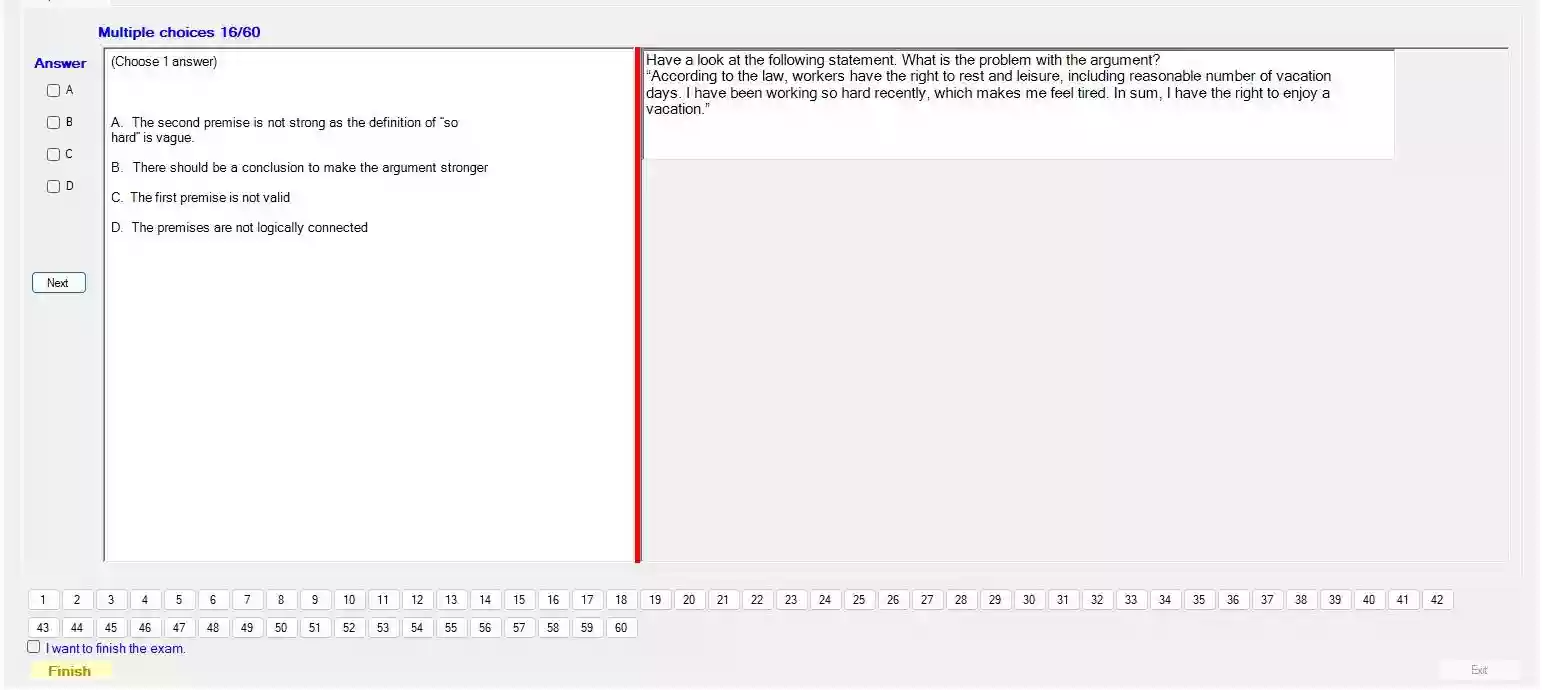 Multiple choices 16/60
Answer
A
B
C
D
Next
(Choose 1 answer)
A. The second premise is not strong as the definition of “so
hard” is vague.
B. There should be a conclusion to make the argument stronger
C. The first premise is not valid
D. The premises are not logically connected
Have a look at the following statement. What is the problem with the argument?
“According to the law, workers have the right to rest and leisure, including reasonable number of vacation
days. I have been working so hard recently, which makes me feel tired. In sum, I have the right to enjoy a
vacation.”
1 2 3 4 5 6 7 8 9 10 11 12 13 14 15 16 17 18 19 20 21 22 23 24 25 26 27 28 29 30 31 32 33 34 35 36 37 38 39 40 41 42
43 44 45 46 47 48 49 50 51 52 53 54 55 56 57 58 59 60
I want to finish the exam.
Finish
Exit